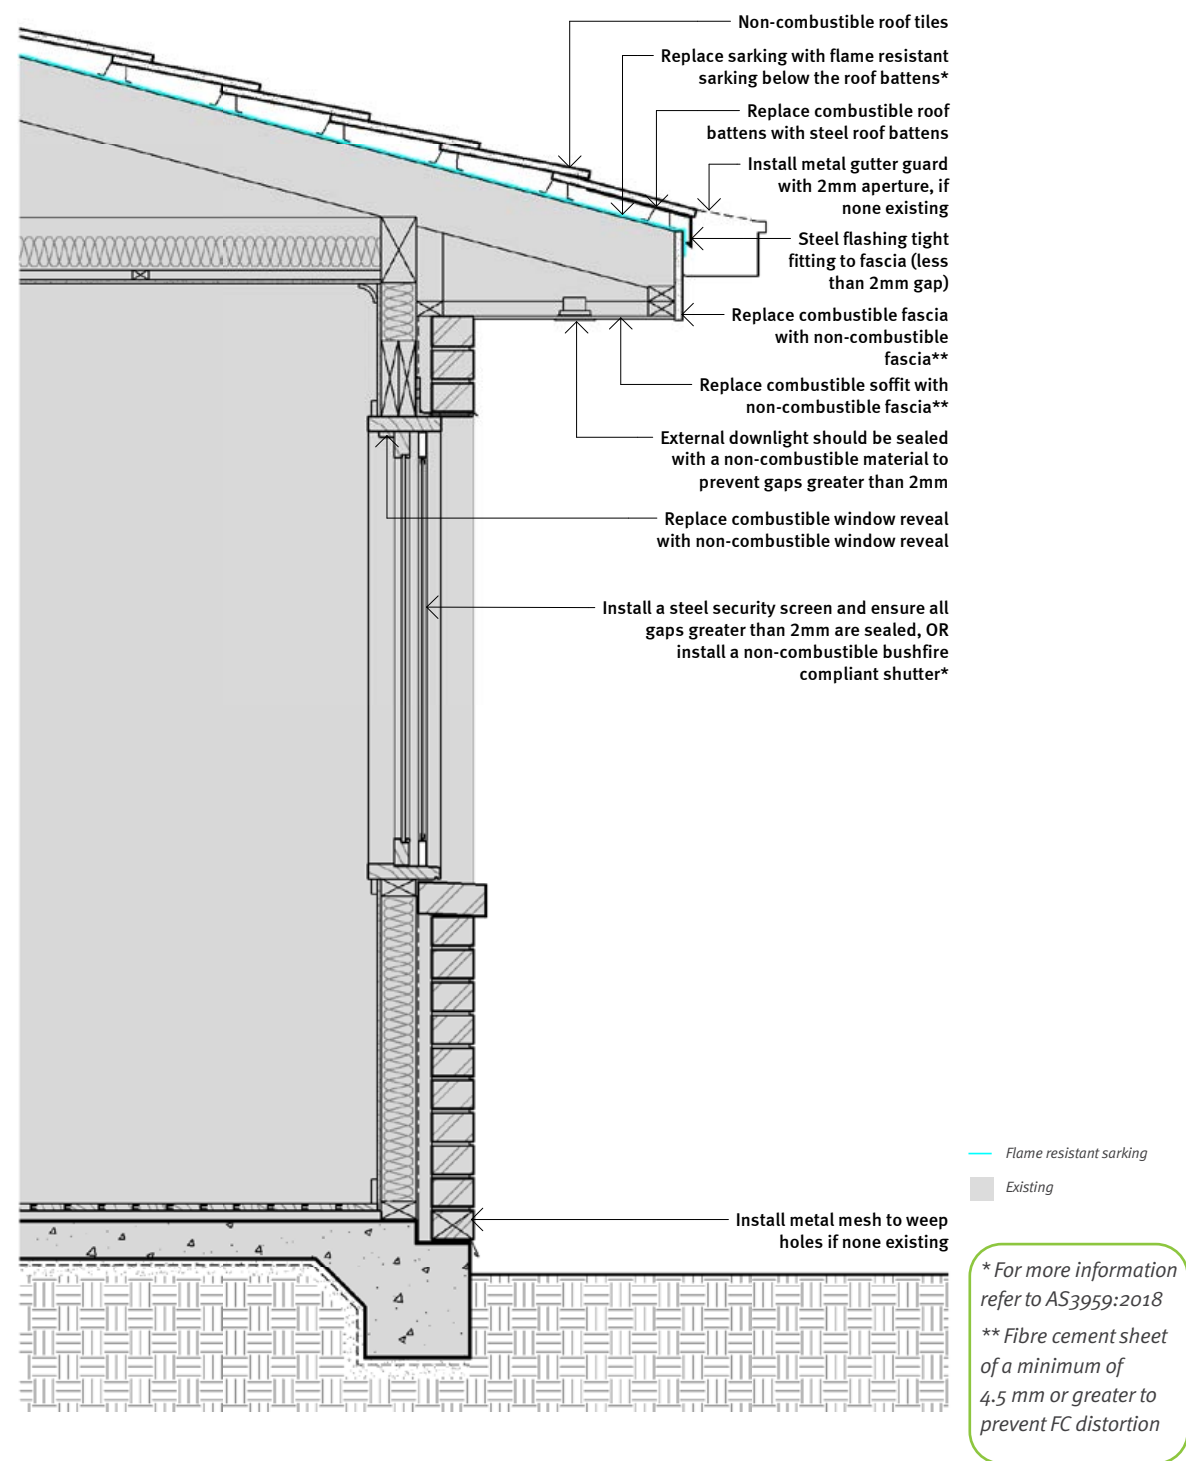 Non-combustible roof tiles
Replace sarking with flame resistant
sarking below the roof battens*
Replace combustible roof
battens with steel roof battens
Install metal gutter guard
with 2mm aperture, if
none existing
Steel flashing tight
fitting to fascia (less
than 2mm gap)
Replace combustible fascia
with non-combustible
fascia**
Replace combustible soffit with
non-combustible fascia**
External downlight should be sealed
with a non-combustible material to
prevent gaps greater than 2mm
Replace combustible window reveal
with non-combustible window reveal
Install a steel security screen and ensure all
gaps greater than 2mm are sealed, OR
install a non-combustible bushfire
compliant shutter*
Flame resistant sarking
Existing
Install metal mesh to weep
holes if none existing
* For more information
refer to AS3959:2018
** Fibre cement sheet
of a minimum of
4.5 mm or greater to
prevent FC distortion